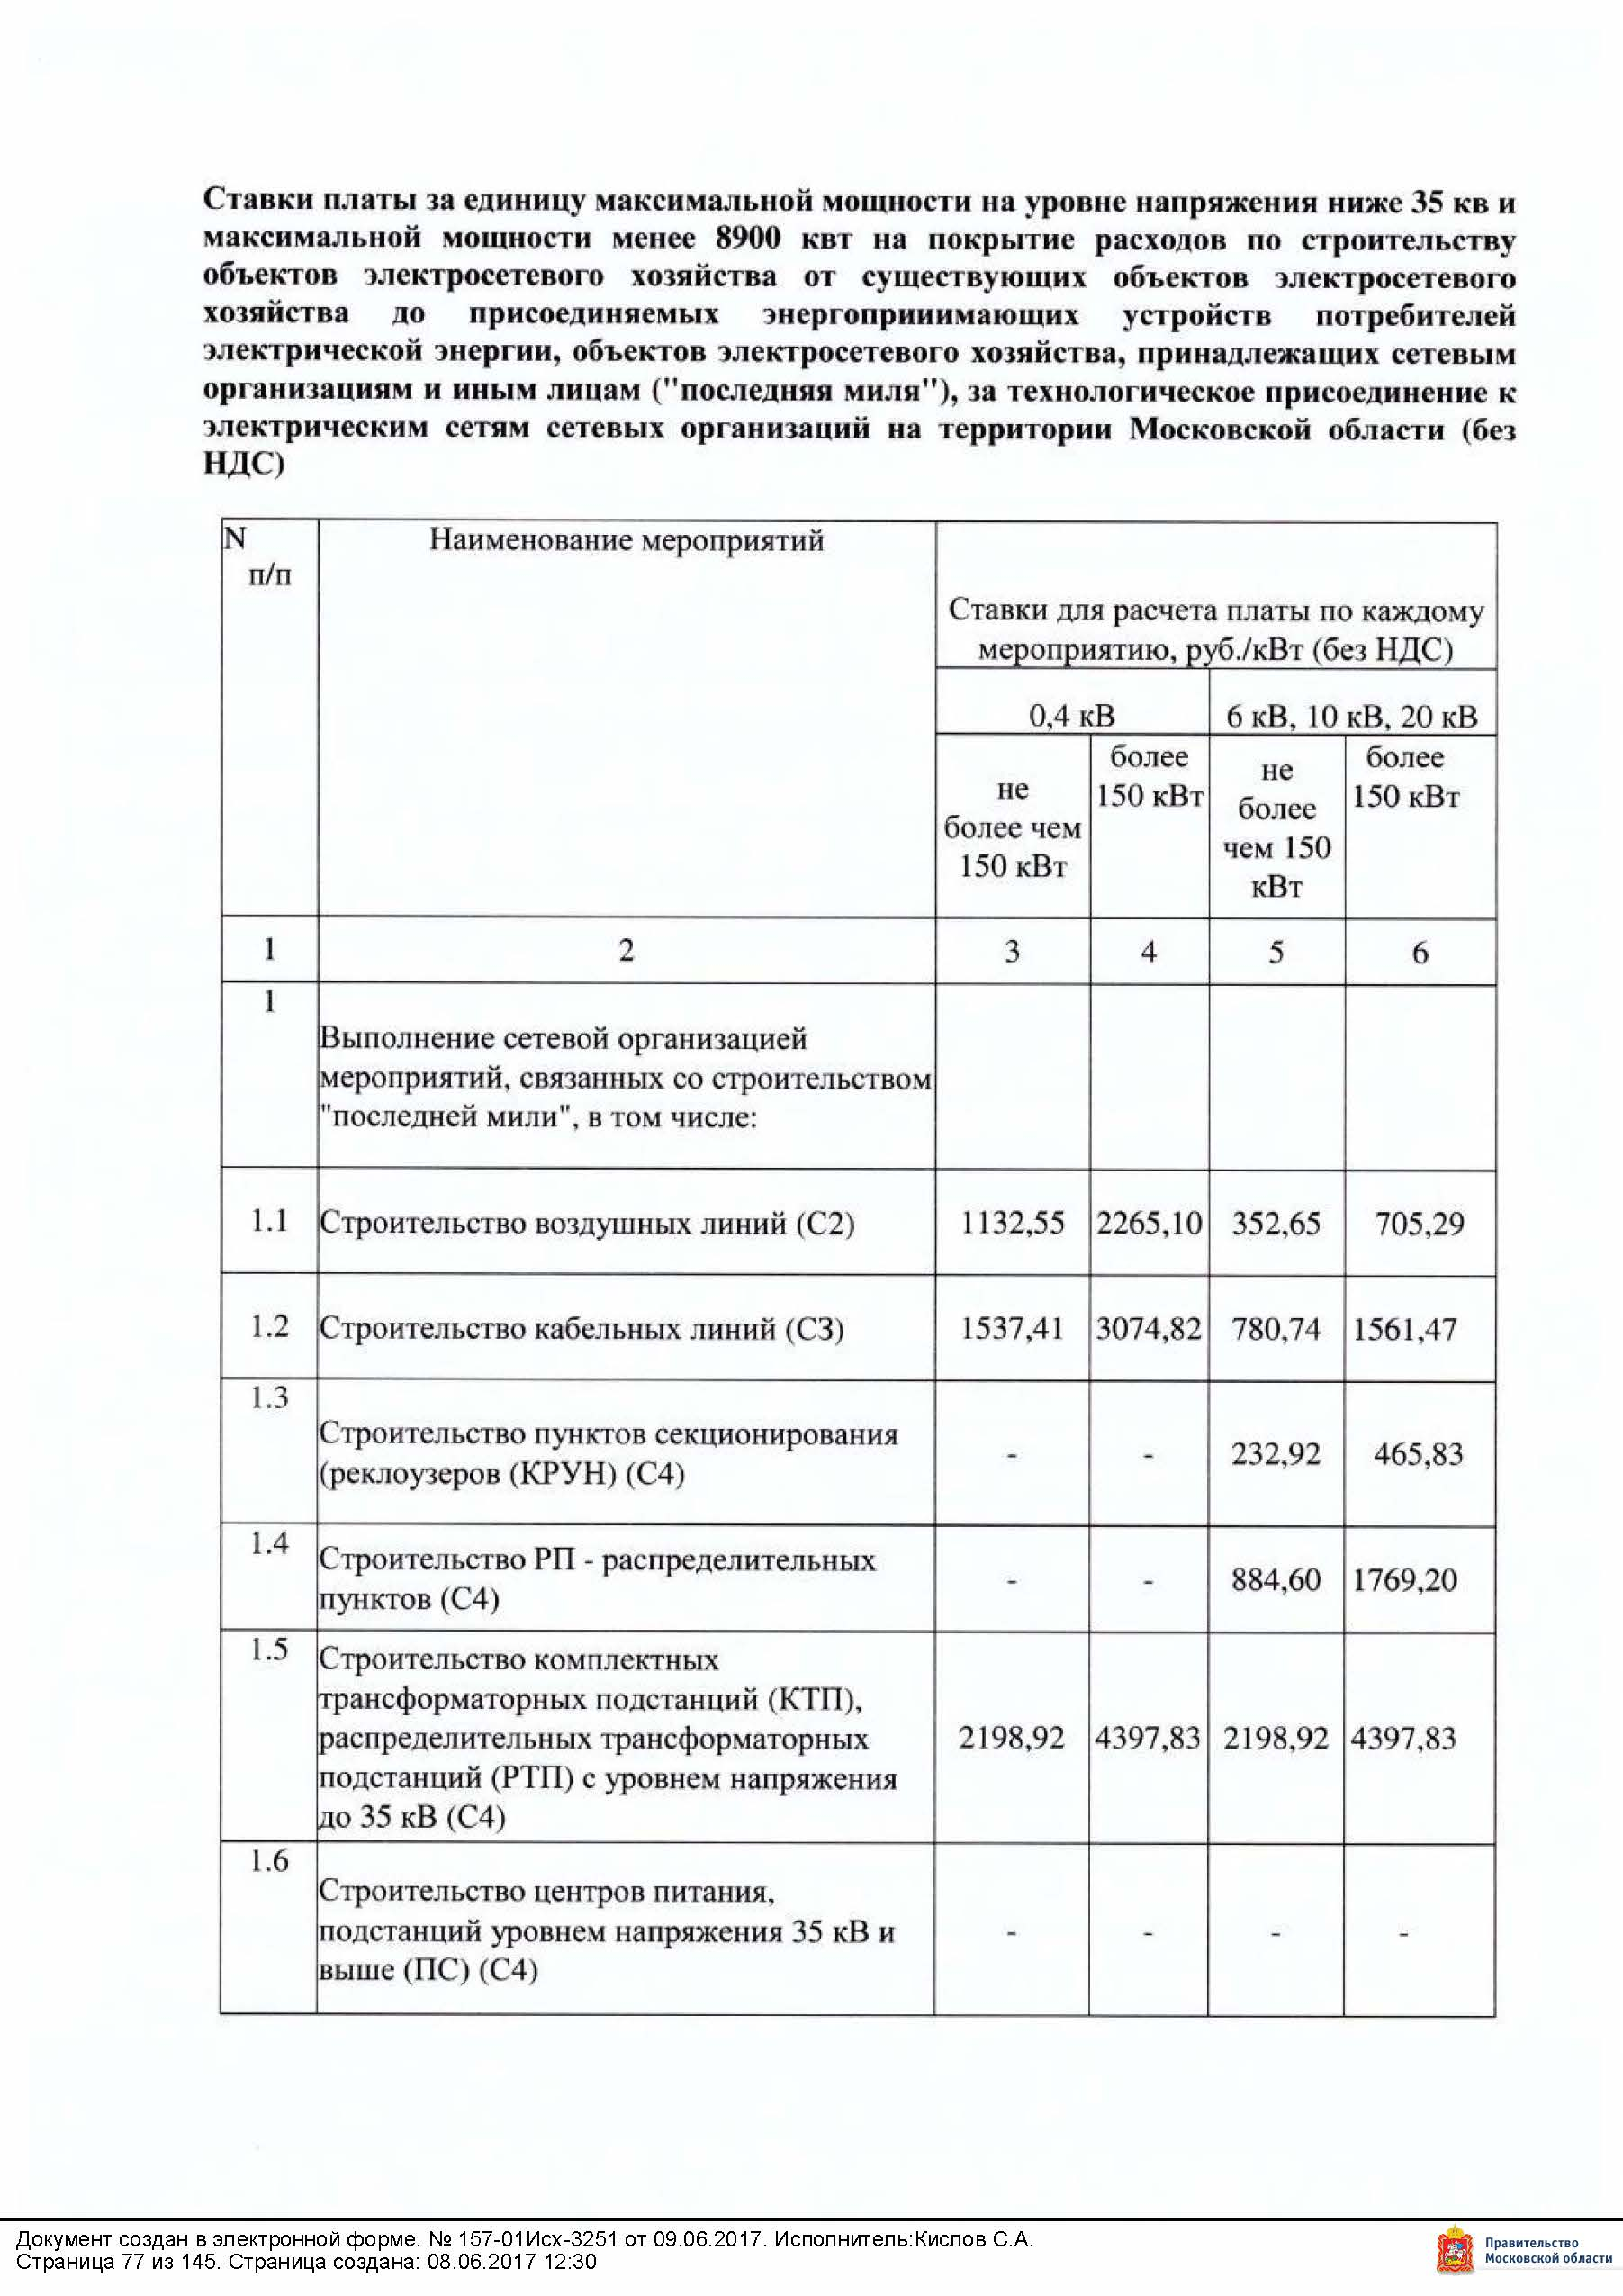 Ставки платы за единицу максимальной мощности на уровне напряжения ниже 35 кв и
максимальной мощности менее 8900 квт на покрытие расходов по строительству
объектов электросетевого хозяйства от существующих объектов электросетевого
хозяйства до присоединяемых энергопринимающих устройств потребителей
электрической энергии, объектов электросетевого хозяйства, принадлежащих сетевым
организациям и иным лицам ("последняя миля"), за технологическое присоединение к
электрическим сетям сетевых организаций на территории Московской области (без
НДС)
N
п/п
Наименование мероприятий
Ставки для расчета платы по каждому
мероприятию, руб./кВт (без НДС)
0,4 кВ
6 кВ, 10 кВ, 20 кВ
не
более чем
150 кВт
более
150 кВт
не
более
чем 150
кВт
более
150 кВт
1 2 3 4 5 6
1
Выполнение сетевой организацией
мероприятий, связанных со строительством
"последней мили", в том числе:
1.1 Строительство воздушных линий (С2) 1132,55 2265,10 352,65 705,29
1.2 Строительство кабельных линий (С3) 1537,41 3074,82 780,74 1561,47
1.3
Строительство пунктов секционирования
(реклоузеров (КРУН) (С4)
- - 232,92 465,83
1.4
Строительство РП - распределительных
пунктов (С4)
- - 884,60 1769,20
1.5
Строительство комплектных
трансформаторных подстанций (КТП),
распределительных трансформаторных
подстанций (РТП) с уровнем напряжения
до 35 кВ (С4)
2198,92 4397,83 2198,92 4397,83
1.6
Строительство центров питания,
подстанций уровнем напряжения 35 кВ и
выше (ПС) (С4)
- - - -
Документ создан в электронной форме. № 157-01Исх-3251 от 09.06.2017. Исполнитель:Кислов С.А.
Страница 77 из 145. Страница создана: 08.06.2017 12:30
Правительство
Московской области